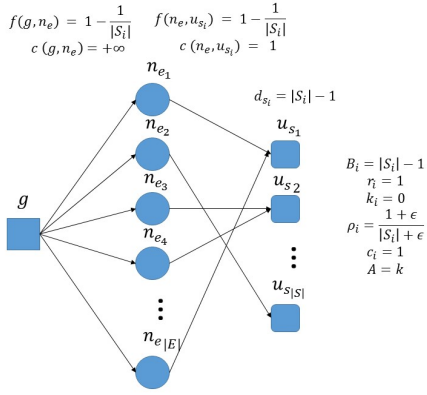 f(g, n_e) = 1 − 1/|S_i|
c (g, n_e) = +∞
f(n_e, u_{s_i}) = 1 − 1/|S_i|
c (n_e, u_{s_i}) = 1
n_{e_1}
d_{s_i} = |S_i| − 1
n_{e_2}
u_{s_1}
n_{e_3}
u_{s_2}
g
n_{e_4}
⋮
⋮
u_{s_{|S|}}
n_{e_{|E|}}
B_i = |S_i| − 1
r_i = 1
k_i = 0
ρ_i = (1 + ϵ)/(|S_i| + ϵ)
c_i = 1
A = k